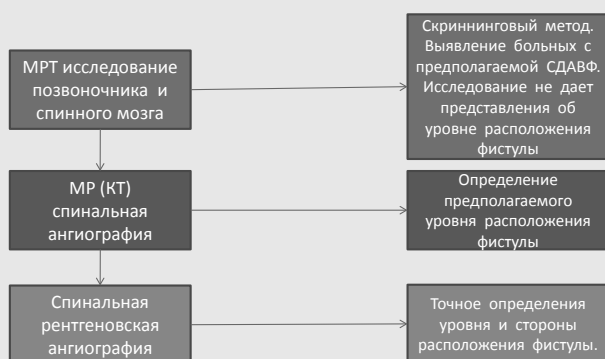 МРТ исследование
позвоночника и
спинного мозга
Скриннинговый метод.
Выявление больных с
предполагаемой СДАВФ.
Исследование не дает
представления об
уровне расположения
фистулы
МР (КТ)
спинальная
ангиография
Определение
предполагаемого
уровня расположения
фистулы
Спинальная
рентгеновская
ангиография
Точное определения
уровня и стороны
расположения фистулы.